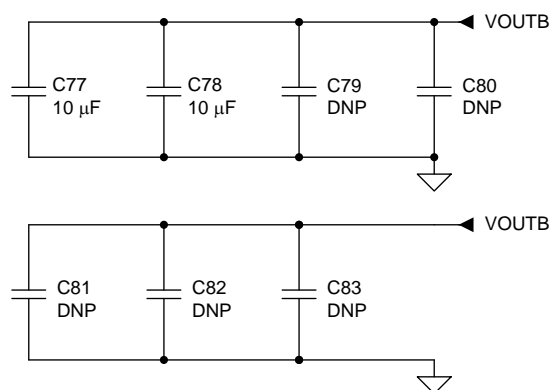 VOUTB
C77
10 μF
C78
10 μF
C79
DNP
C80
DNP
VOUTB
C81
DNP
C82
DNP
C83
DNP